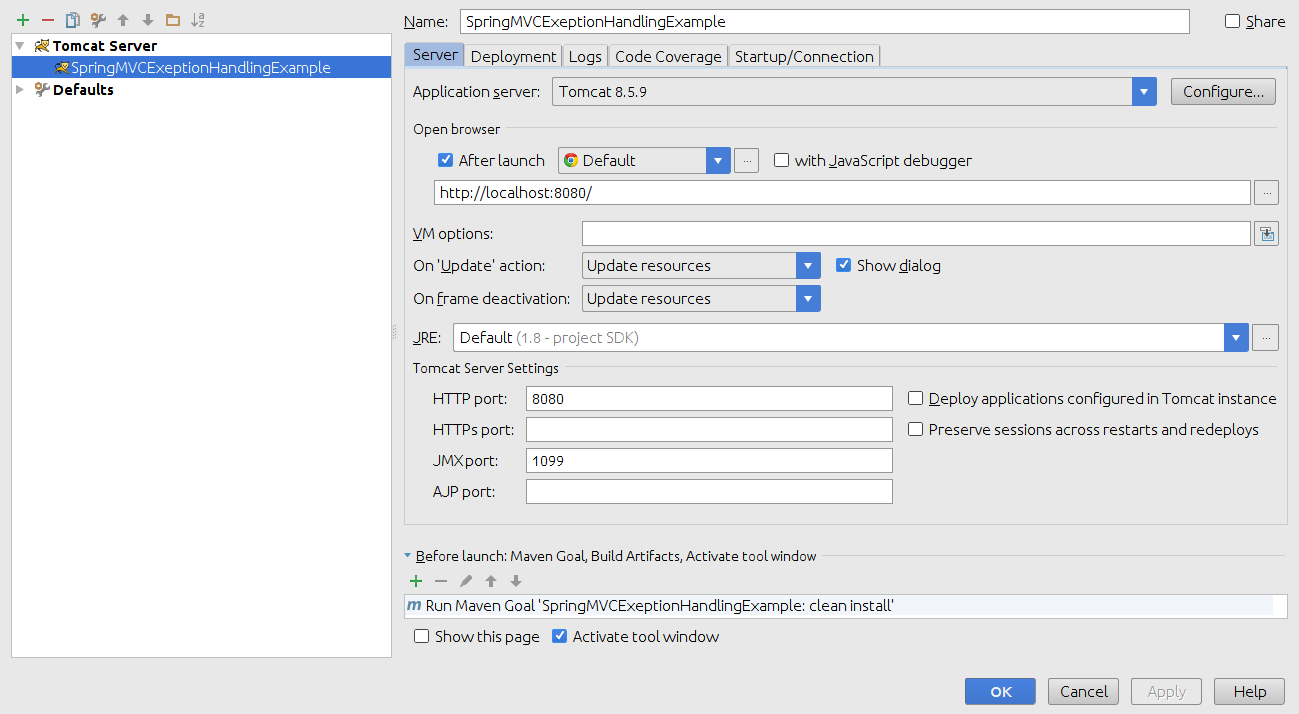 Name: SpringMVCExeptionHandlingExample Share
Tomcat Server
SpringMVCExeptionHandlingExample
Defaults
Server Deployment Logs Code Coverage Startup/Connection
Application server: Tomcat 8.5.9 Configure...
Open browser
After launch Default ... with JavaScript debugger
http://localhost:8080/ ...
VM options:
On 'Update' action: Update resources Show dialog
On frame deactivation: Update resources
JRE: Default (1.8 - project SDK) ...
Tomcat Server Settings
HTTP port: 8080 Deploy applications configured in Tomcat instance
HTTPs port: Preserve sessions across restarts and redeploys
JMX port: 1099
AJP port:
Before launch: Maven Goal, Build Artifacts, Activate tool window
m Run Maven Goal 'SpringMVCExeptionHandlingExample: clean install'
Show this page Activate tool window
OK Cancel Apply Help